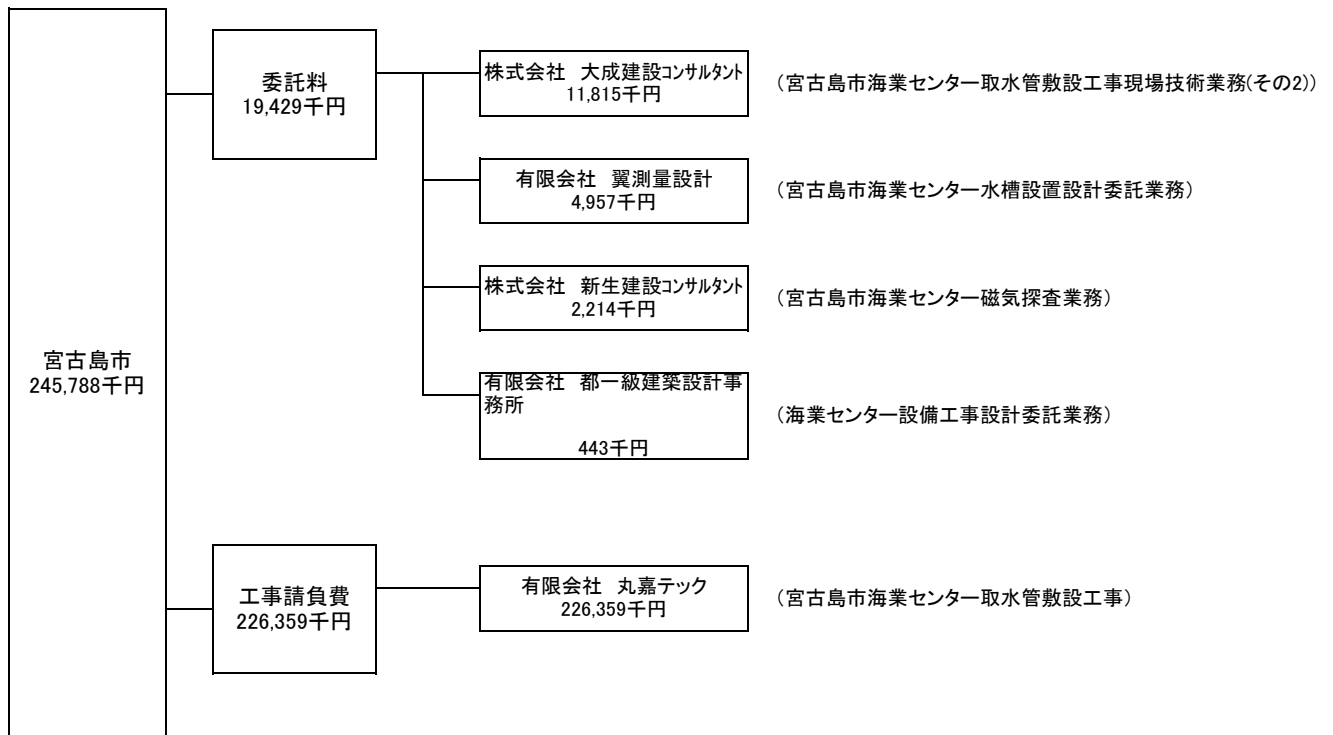 宮古島市
245,788千円
委託料
19,429千円
株式会社　大成建設コンサルタント
11,815千円
（宮古島市海業センター取水管敷設工事現場技術業務(その2)）
有限会社　翼測量設計
4,957千円
（宮古島市海業センター水槽設置設計委託業務）
株式会社　新生建設コンサルタント
2,214千円
（宮古島市海業センター磁気探査業務）
有限会社　都一級建築設計事
務所
443千円
（海業センター設備工事設計委託業務）
工事請負費
226,359千円
有限会社　丸嘉テック
226,359千円
（宮古島市海業センター取水管敷設工事）